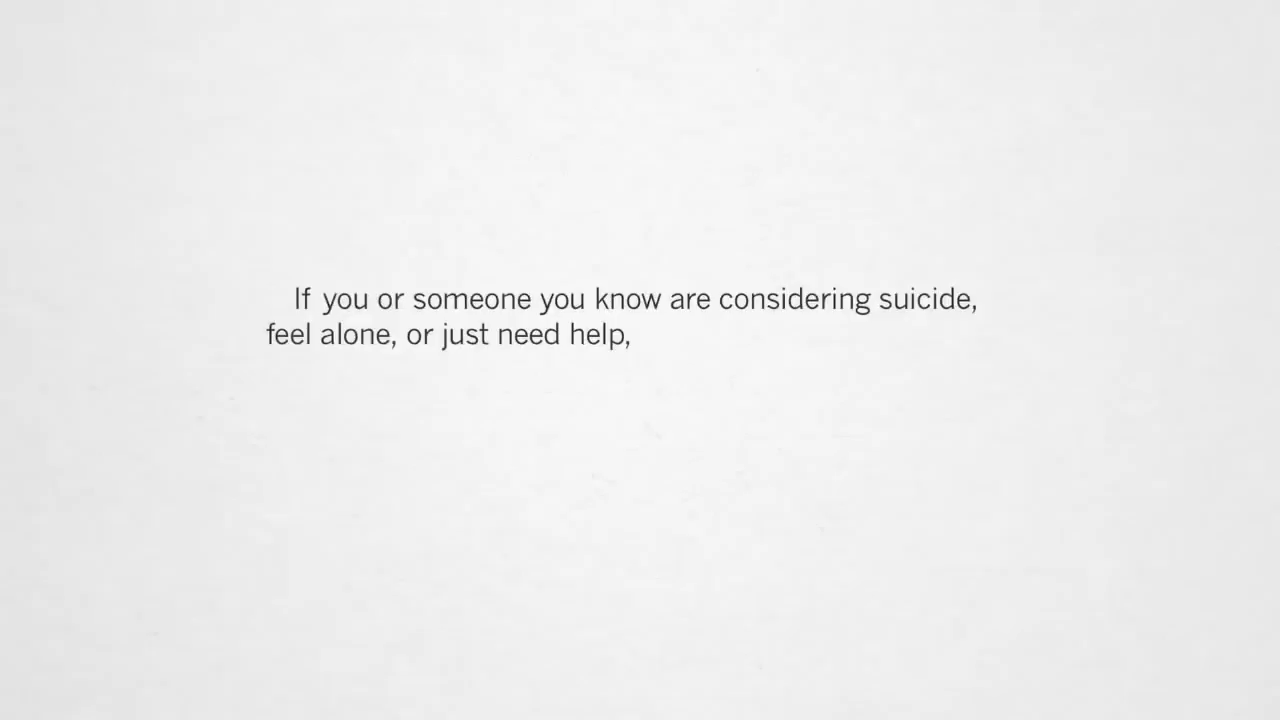 If you or someone you know are considering suicide,
feel alone, or just need help,